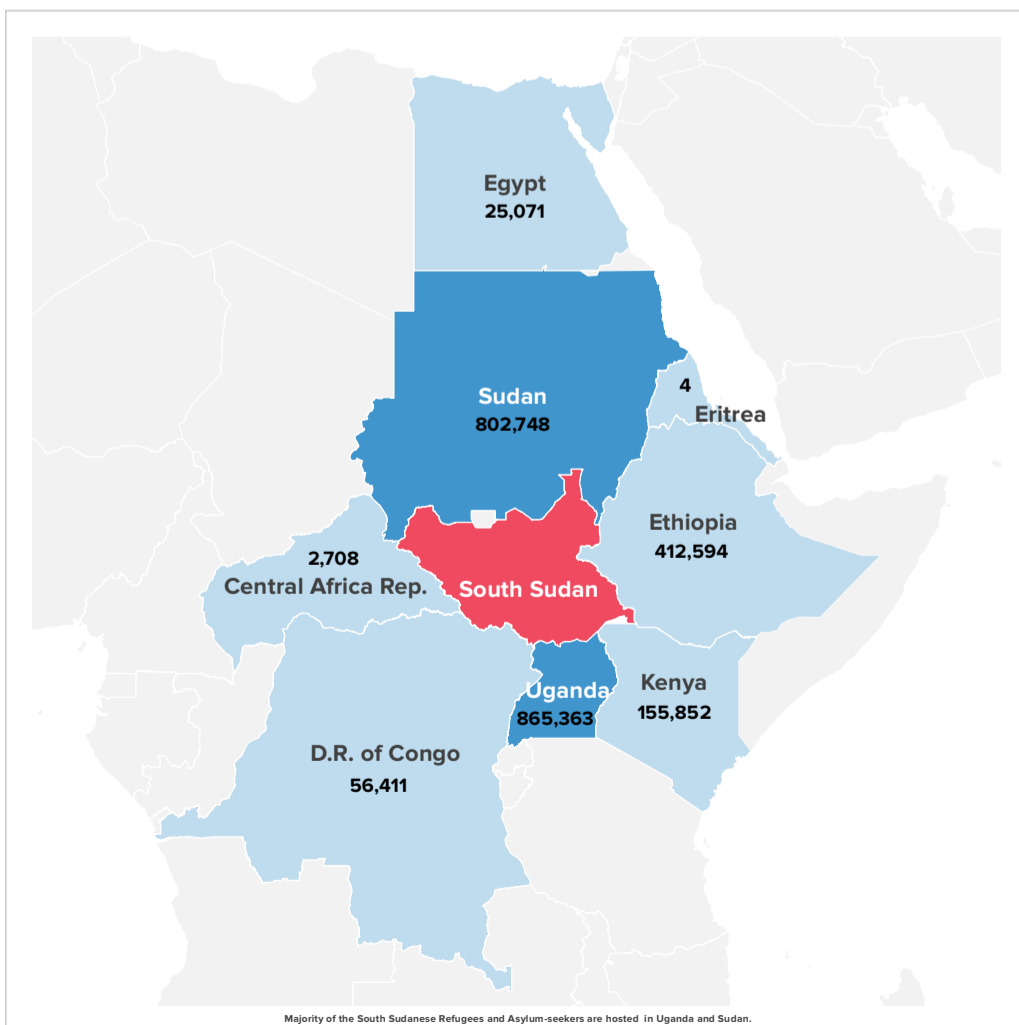 Egypt
25,071
Sudan
802,748
4
Eritrea
Ethiopia
412,594
2,708
Central Africa Rep.
South Sudan
Uganda
865,363
Kenya
155,852
D.R. of Congo
56,411
Majority of the South Sudanese Refugees and Asylum-seekers are hosted in Uganda and Sudan.